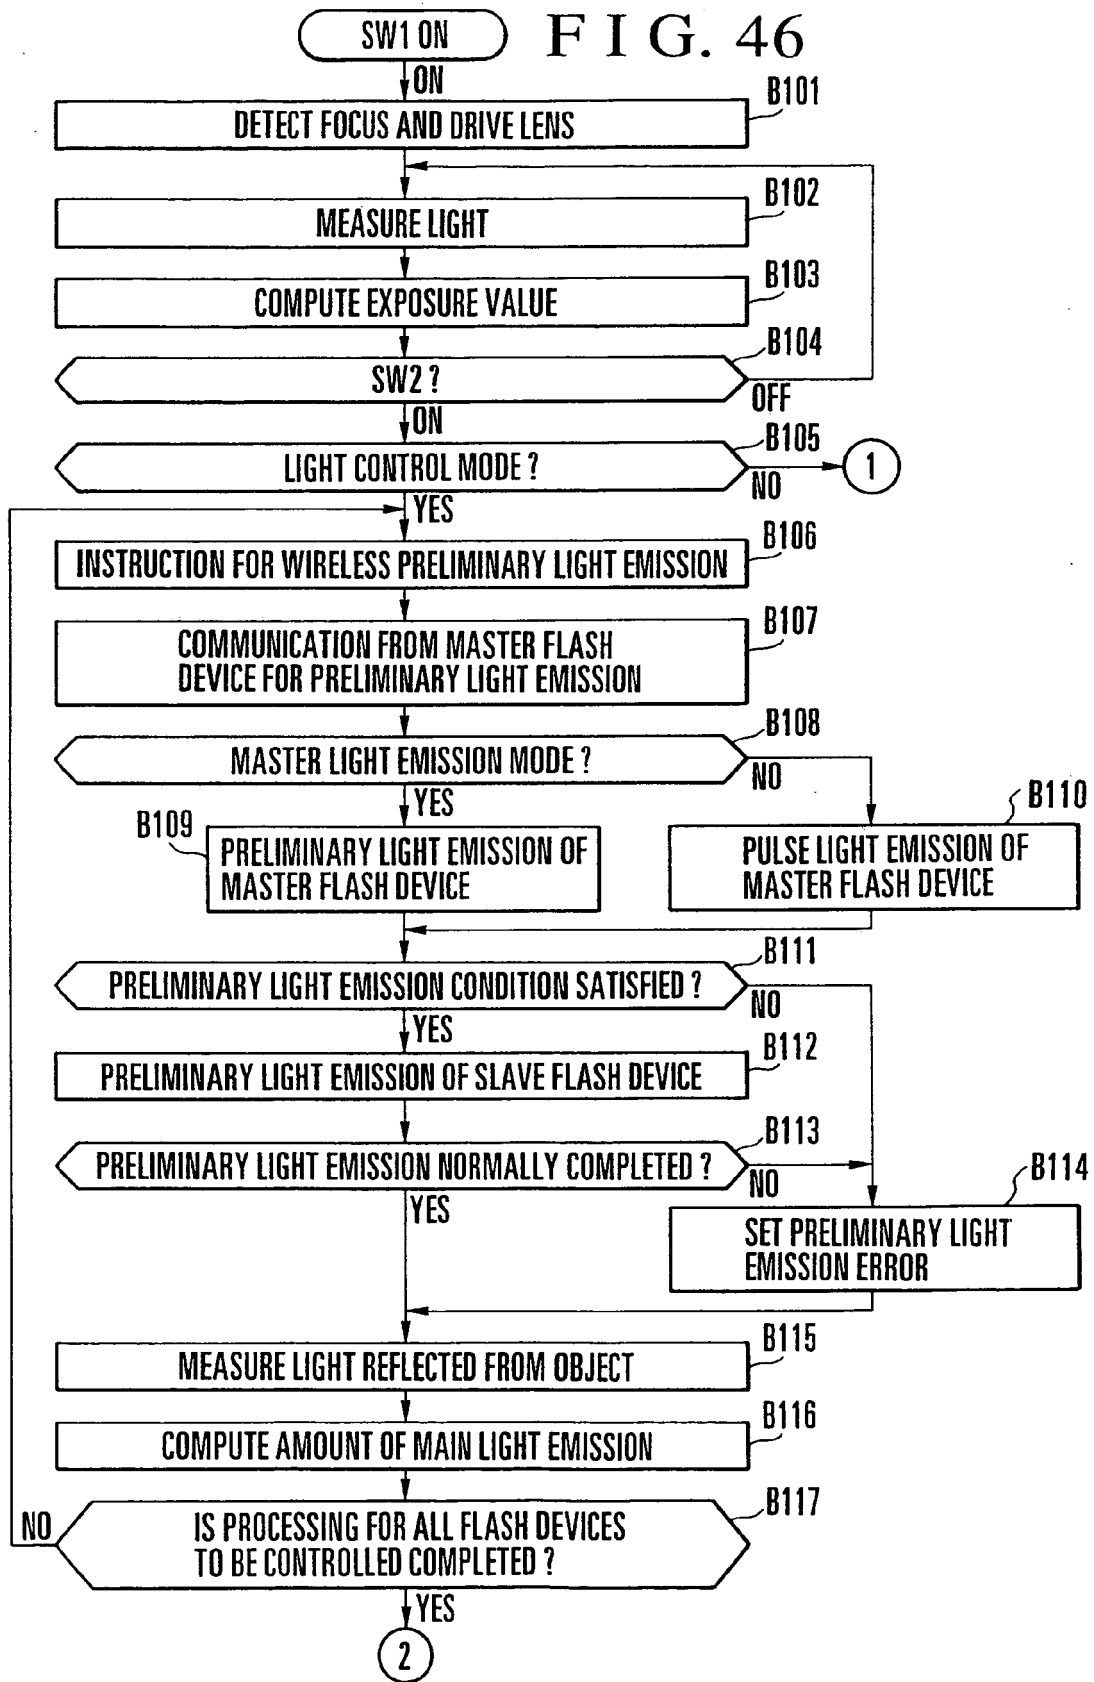 SW1 ON
FIG. 46
ON
B101
DETECT FOCUS AND DRIVE LENS
B102
MEASURE LIGHT
B103
COMPUTE EXPOSURE VALUE
B104
SW2 ?
OFF
ON
B105
LIGHT CONTROL MODE ?
1
NO
YES
B106
INSTRUCTION FOR WIRELESS PRELIMINARY LIGHT EMISSION
B107
COMMUNICATION FROM MASTER FLASH
DEVICE FOR PRELIMINARY LIGHT EMISSION
B108
MASTER LIGHT EMISSION MODE ?
NO
YES
B109
PRELIMINARY LIGHT EMISSION OF
MASTER FLASH DEVICE
B110
PULSE LIGHT EMISSION OF
MASTER FLASH DEVICE
B111
PRELIMINARY LIGHT EMISSION CONDITION SATISFIED ?
NO
YES
B112
PRELIMINARY LIGHT EMISSION OF SLAVE FLASH DEVICE
B113
PRELIMINARY LIGHT EMISSION NORMALLY COMPLETED ?
NO
YES
B114
SET PRELIMINARY LIGHT
EMISSION ERROR
B115
MEASURE LIGHT REFLECTED FROM OBJECT
B116
COMPUTE AMOUNT OF MAIN LIGHT EMISSION
B117
NO
IS PROCESSING FOR ALL FLASH DEVICES
TO BE CONTROLLED COMPLETED ?
YES
2